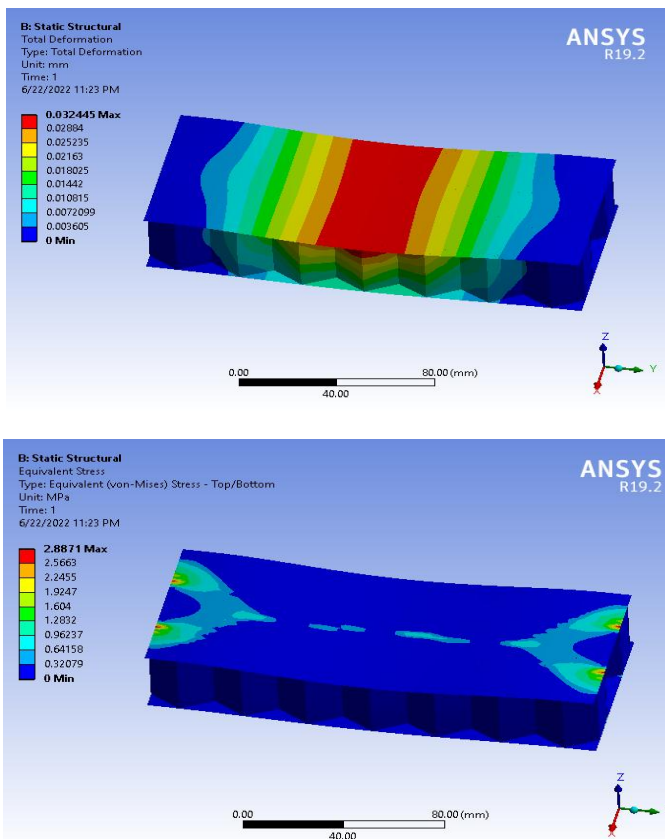 B: Static Structural
Total Deformation
Type: Total Deformation
Unit: mm
Time: 1
6/22/2022 11:23 PM
ANSYS
R19.2
0.032445 Max
0.02884
0.025235
0.02163
0.018025
0.01442
0.010815
0.0072099
0.003605
0 Min
0.00
80.00 (mm)
40.00
Z
Y
X
B: Static Structural
Equivalent Stress
Type: Equivalent (von-Mises) Stress - Top/Bottom
Unit: MPa
Time: 1
6/22/2022 11:23 PM
ANSYS
R19.2
2.8871 Max
2.5663
2.2455
1.9247
1.604
1.2832
0.96237
0.64158
0.32079
0 Min
0.00
80.00 (mm)
40.00
Z